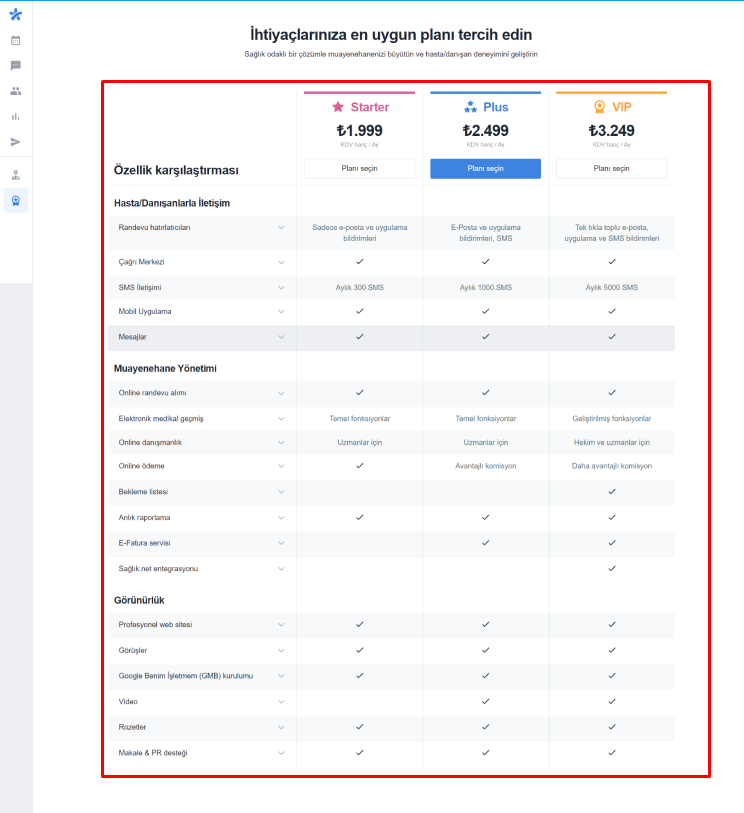 İhtiyaçlarınıza en uygun planı tercih edin
Sağlık odaklı bir çözümle muayenehanenizi büyütün ve hasta/danışan deneyimini geliştirin
Starter
Plus
VIP
₺1.999
₺2.499
₺3.249
KDV hariç / Ay
KDV hariç / Ay
KDV hariç / Ay
Özellik karşılaştırması
Planı seçin
Planı seçin
Planı seçin
Hasta/Danışanlarla İletişim
Randevu hatırlatıcıları
Sadece e-posta ve uygulama
bildirimleri
E-Posta ve uygulama
bildirimleri, SMS
Tek tıkla toplu e-posta,
uygulama ve SMS bildirimleri
Çağrı Merkezi
SMS İletişimi
Aylık 300 SMS
Aylık 1000 SMS
Aylık 5000 SMS
Mobil Uygulama
Mesajlar
Muayenehane Yönetimi
Online randevu alımı
Elektronik medikal geçmiş
Temel fonksiyonlar
Temel fonksiyonlar
Geliştirilmiş fonksiyonlar
Online danışmanlık
Uzmanlar için
Uzmanlar için
Hekim ve uzmanlar için
Online ödeme
Avantajlı komisyon
Daha avantajlı komisyon
Bekleme listesi
Anlık raporlama
E-Fatura servisi
Sağlık.net entegrasyonu
Görünürlük
Profesyonel web sitesi
Görüşler
Google Benim İşletmem (GMB) kurulumu
Video
Rozetler
Makale & PR desteği